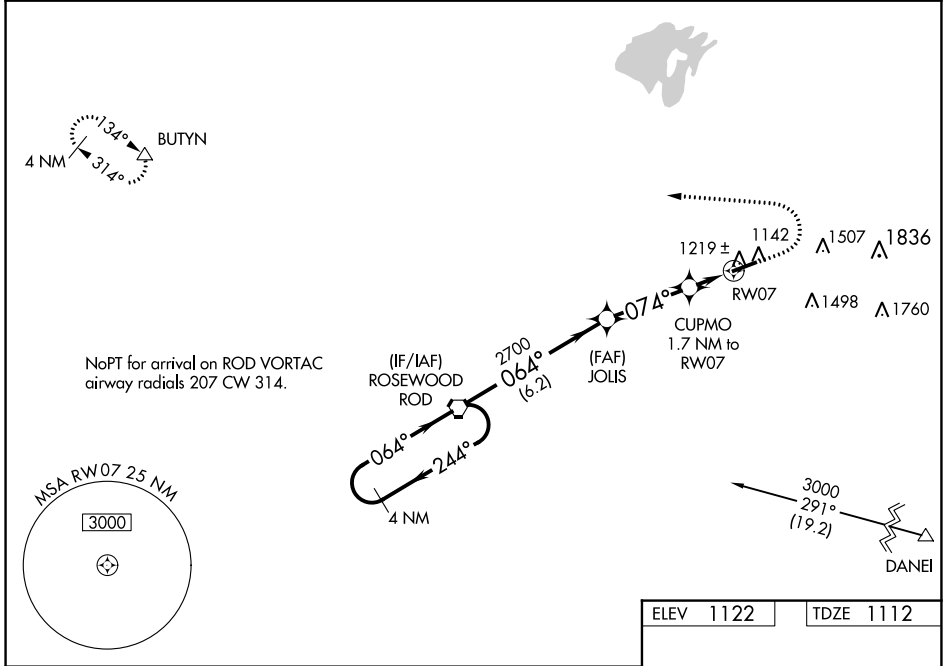 134°
BUTYN
4 NM
314°
1142
1507
1836
1219 ±
RW07
1498
1760
074°
CUPMO
1.7 NM to
RW07
2700
064°
(6.2)
(FAF)
JOLIS
NoPT for arrival on ROD VORTAC
airway radials 207 CW 314.
(IF/IAF)
ROSEWOOD
ROD
064°
244°
4 NM
MSA RW07 25 NM
3000
3000
291°
(19.2)
DANEI
ELEV 1122
TDZE 1112